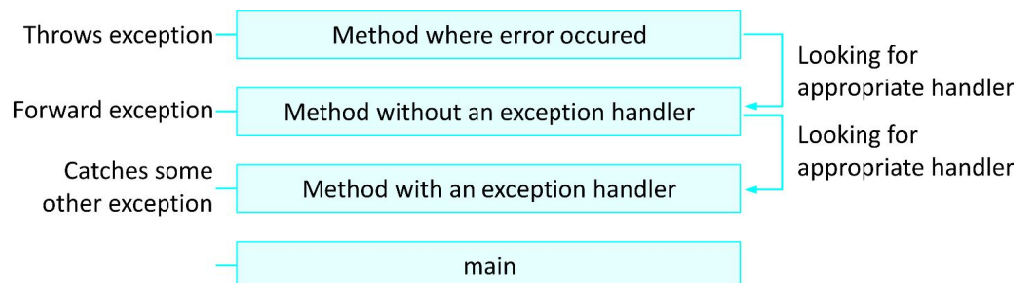 Throws exception
Method where error occured
Looking for
appropriate handler
Forward exception
Method without an exception handler
Looking for
appropriate handler
Catches some
other exception
Method with an exception handler
main